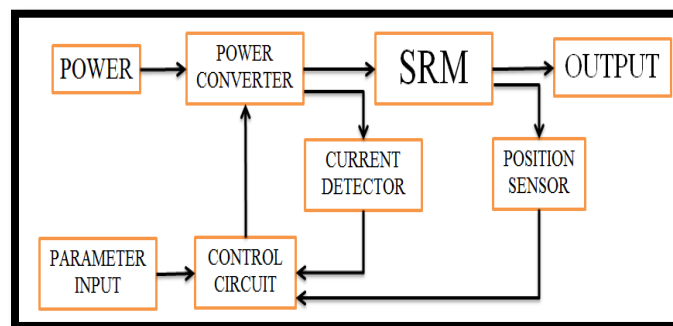 POWER
POWER
CONVERTER
SRM
OUTPUT
CURRENT
DETECTOR
POSITION
SENSOR
PARAMETER
INPUT
CONTROL
CIRCUIT